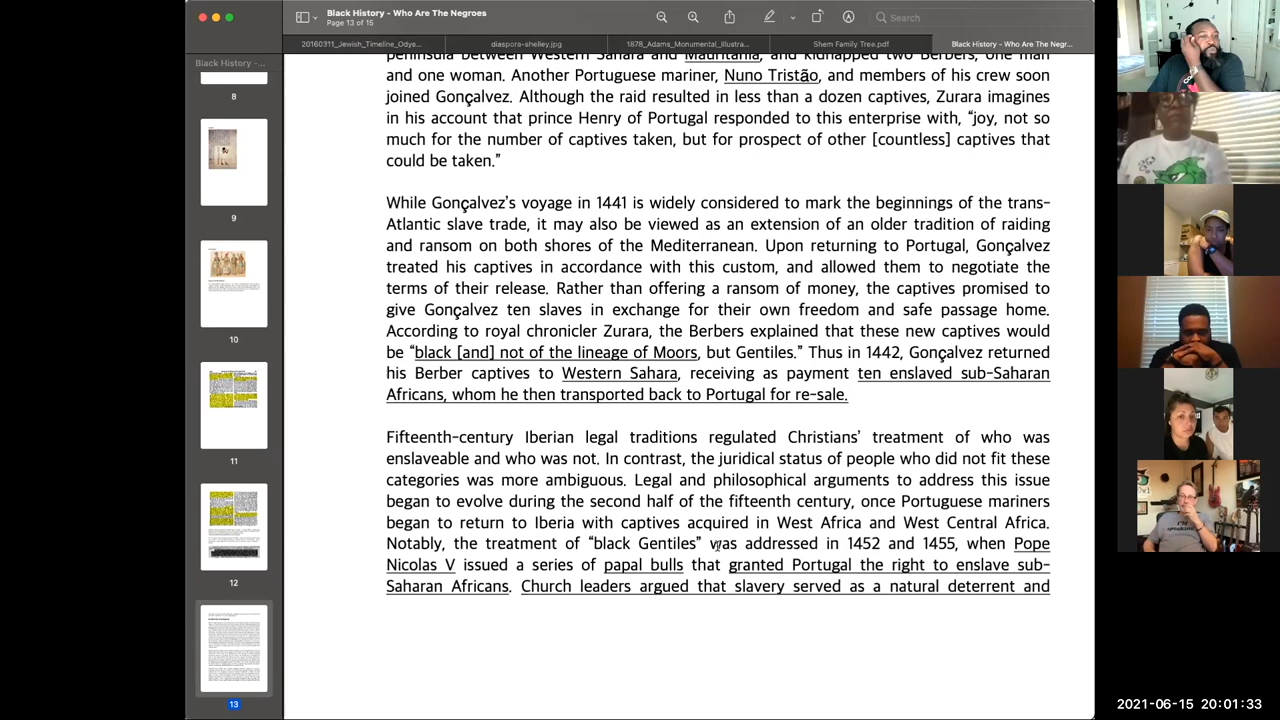 Black History - Who Are The Negroes
Page 13 of 15
Search
20160311_Jewish_Timeline_Odye...
diaspora-shelley.jpg
1878_Adams_Monumental_Illustra...
Shem Family Tree.pdf
Black History - Who Are The Negr...
Black History -...
8
9
10
11
12
13
peninsula between Western Sahara and Mauritania, and kidnapped two Berbers, one man
and one woman. Another Portuguese mariner, Nuno Tristão, and members of his crew soon
joined Gonçalvez. Although the raid resulted in less than a dozen captives, Zurara imagines
in his account that prince Henry of Portugal responded to this enterprise with, “joy, not so
much for the number of captives taken, but for prospect of other [countless] captives that
could be taken.”
While Gonçalvez’s voyage in 1441 is widely considered to mark the beginnings of the trans-
Atlantic slave trade, it may also be viewed as an extension of an older tradition of raiding
and ransom on both shores of the Mediterranean. Upon returning to Portugal, Gonçalvez
treated his captives in accordance with this custom, and allowed them to negotiate the
terms of their release. Rather than offering a ransom of money, the captives promised to
give Gonçalvez ten slaves in exchange for their own freedom and safe passage home.
According to royal chronicler Zurara, the Berbers explained that these new captives would
be “black [and] not of the lineage of Moors, but Gentiles.” Thus in 1442, Gonçalvez returned
his Berber captives to Western Sahara, receiving as payment ten enslaved sub-Saharan
Africans, whom he then transported back to Portugal for re-sale.
Fifteenth-century Iberian legal traditions regulated Christians’ treatment of who was
enslaveable and who was not. In contrast, the juridical status of people who did not fit these
categories was more ambiguous. Legal and philosophical arguments to address this issue
began to evolve during the second half of the fifteenth century, once Portuguese mariners
began to return to Iberia with captives acquired in West Africa and West Central Africa.
Notably, the treatment of “black Gentiles” was addressed in 1452 and 1455, when Pope
Nicolas V issued a series of papal bulls that granted Portugal the right to enslave sub-
Saharan Africans. Church leaders argued that slavery served as a natural deterrent and
I'M
speaking
2021-06-15 20:01:33